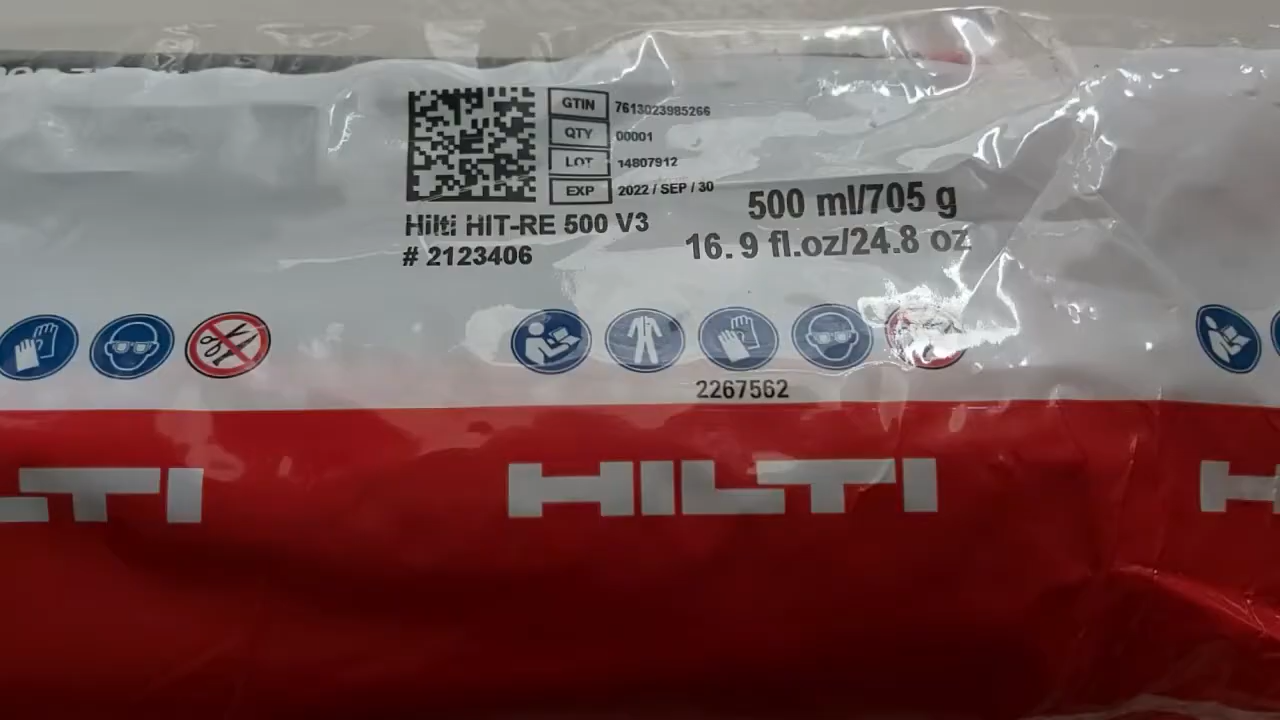 GTIN 7613023985266
QTY 00001
LOT 14807912
EXP 2022 / SEP / 30
Hilti HIT-RE 500 V3
# 2123406
500 ml/705 g
16. 9 fl.oz/24.8 oz
2267562
LTI
HILTI
H